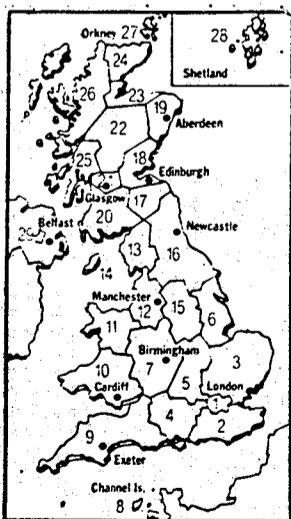 Orkney 27
28
Shetland
24
26
23
19
22
Aberdeen
25
18
Edinburgh
Glasgow
17
20
Belfast
29
Newcastle
13
16
14
Manchester
12
15
6
11
Birmingham
3
10
7
5
London
Cardiff
1
4
2
9
Exeter
Channel Is.
8